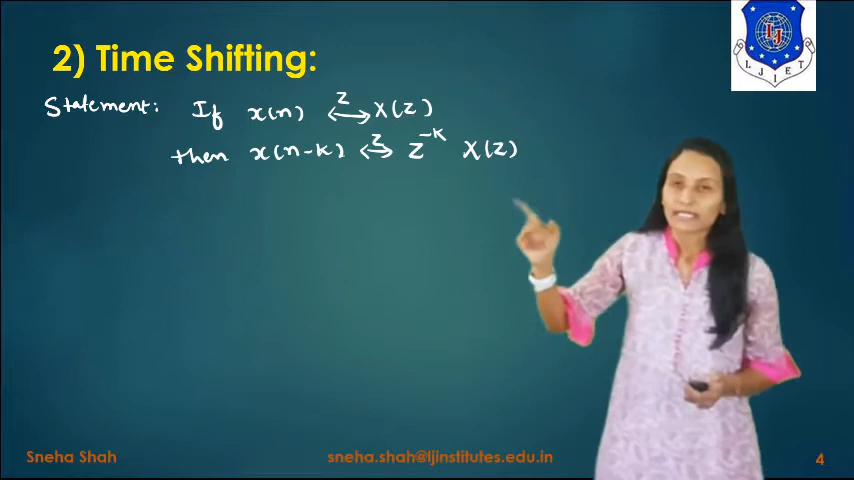 2) Time Shifting:
Statement: If x(n) ⟷ᶻ X(z)
then x(n-k) ⟷ᶻ z⁻ᵏ X(z)
LJIET
Sneha Shah
sneha.shah@ljinstitutes.edu.in
4